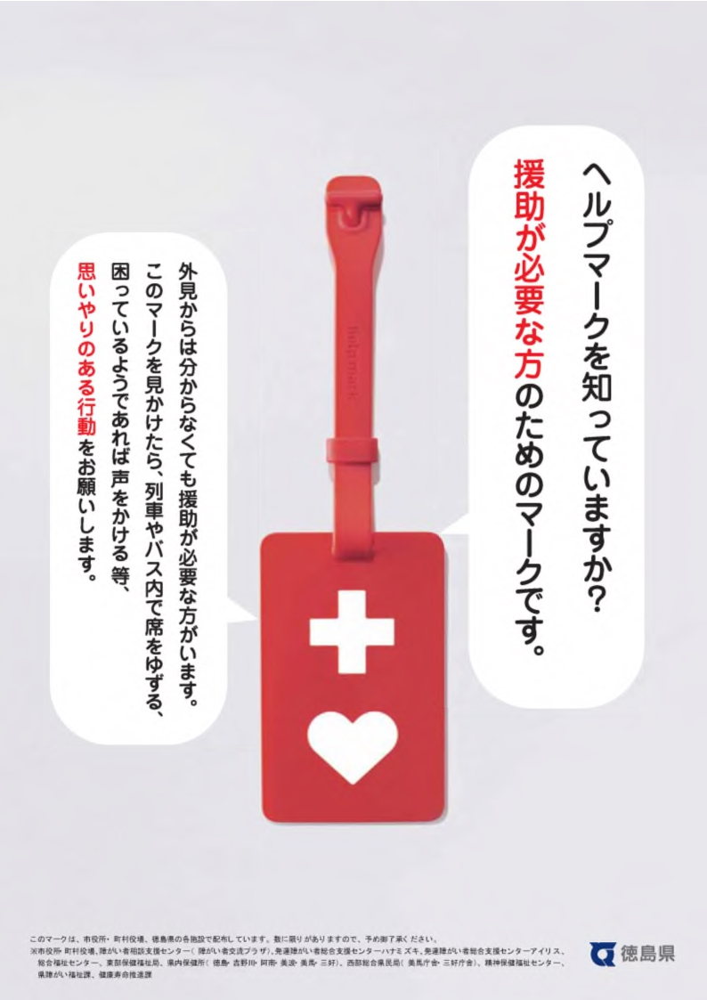 ヘルプマークを知っていますか?
援助が必要な方のためのマークです。
help mark
外見からは分からなくても援助が必要な方がいます。
このマークを見かけたら、列車やバス内で席をゆずる、
困っているようであれば声をかける等、
思いやりのある行動をお願いします。
このマークは、市役所・町村役場、徳島県の各施設で配布しています。数に限りがありますので、予め御了承ください。
※市役所・町村役場、障がい者相談支援センター(障がい者交流プラザ)、発達障がい者総合支援センターハナミズキ、発達障がい者総合支援センターアイリス、
総合福祉センター、東部保健福祉局、県内保健所(徳島・吉野川・阿南・美波・美馬・三好)、西部総合県民局(美馬庁舎・三好庁舎)、精神保健福祉センター、
県障がい福祉課、健康寿命推進課
徳島県